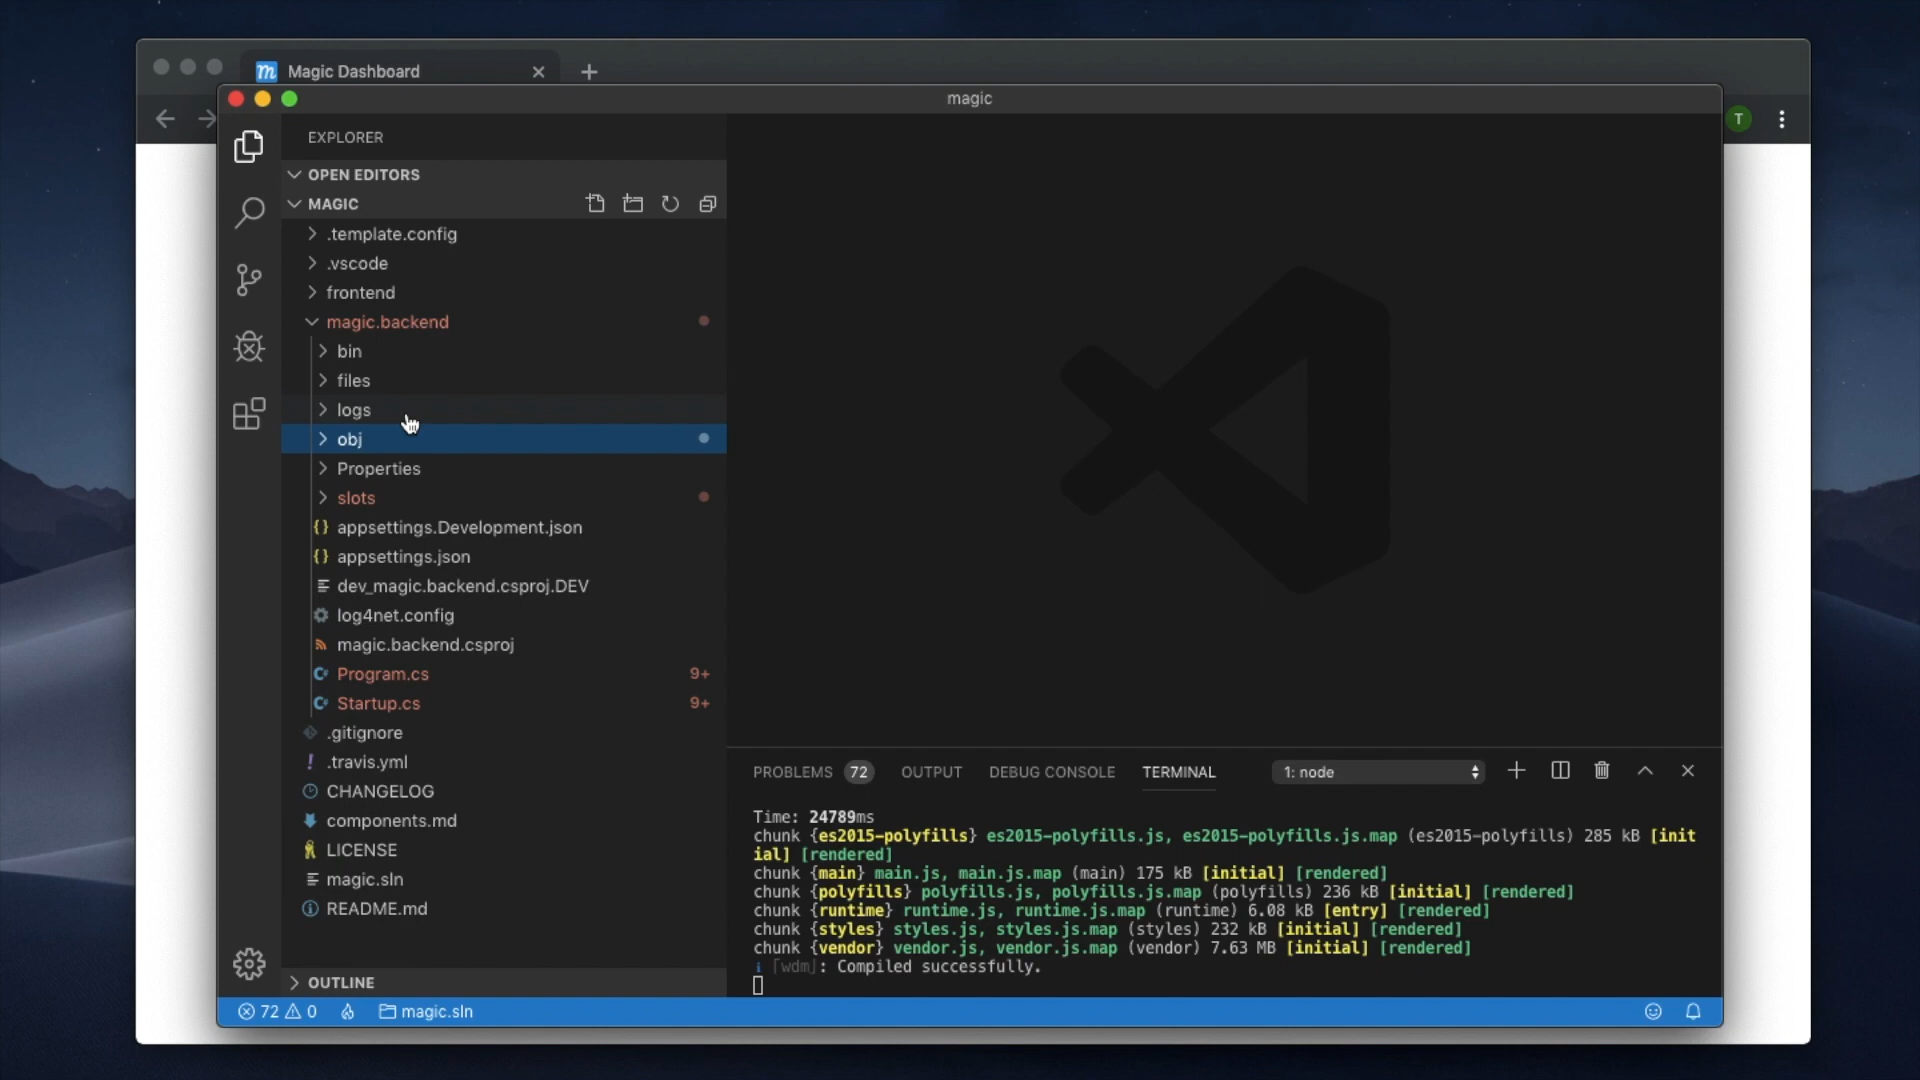 Magic Dashboard
magic
T
EXPLORER
OPEN EDITORS
MAGIC
.template.config
.vscode
frontend
magic.backend
bin
files
logs
obj
Properties
slots
appsettings.Development.json
appsettings.json
dev_magic.backend.csproj.DEV
log4net.config
magic.backend.csproj
Program.cs 9+
Startup.cs 9+
.gitignore
.travis.yml
CHANGELOG
components.md
LICENSE
magic.sln
README.md
OUTLINE
PROBLEMS 72 OUTPUT DEBUG CONSOLE TERMINAL 1: node
Time: 24789ms
chunk {es2015-polyfills} es2015-polyfills.js, es2015-polyfills.js.map (es2015-polyfills) 285 kB [init
ial] [rendered]
chunk {main} main.js, main.js.map (main) 175 kB [initial] [rendered]
chunk {polyfills} polyfills.js, polyfills.js.map (polyfills) 236 kB [initial] [rendered]
chunk {runtime} runtime.js, runtime.js.map (runtime) 6.08 kB [entry] [rendered]
chunk {styles} styles.js, styles.js.map (styles) 232 kB [initial] [rendered]
chunk {vendor} vendor.js, vendor.js.map (vendor) 7.63 MB [initial] [rendered]
i ｢wdm｣: Compiled successfully.
72 0 magic.sln